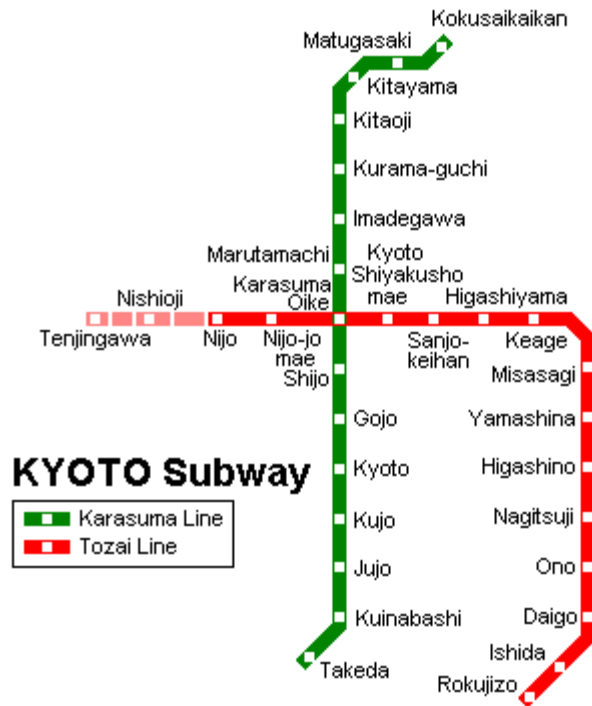 Kokusaikaikan
Matugasaki
Kitayama
Kitaoji
Kurama-guchi
Imadegawa
Marutamachi
Kyoto
Shiyakusho
mae
Karasuma
Oike
Higashiyama
Nishioji
Tenjingawa
Nijo
Nijo-jo
mae
Sanjo-
keihan
Keage
Shijo
Misasagi
Gojo
Yamashina
KYOTO Subway
Kyoto
Higashino
Karasuma Line
Tozai Line
Kujo
Nagitsuji
Jujo
Ono
Kuinabashi
Daigo
Takeda
Ishida
Rokujizo